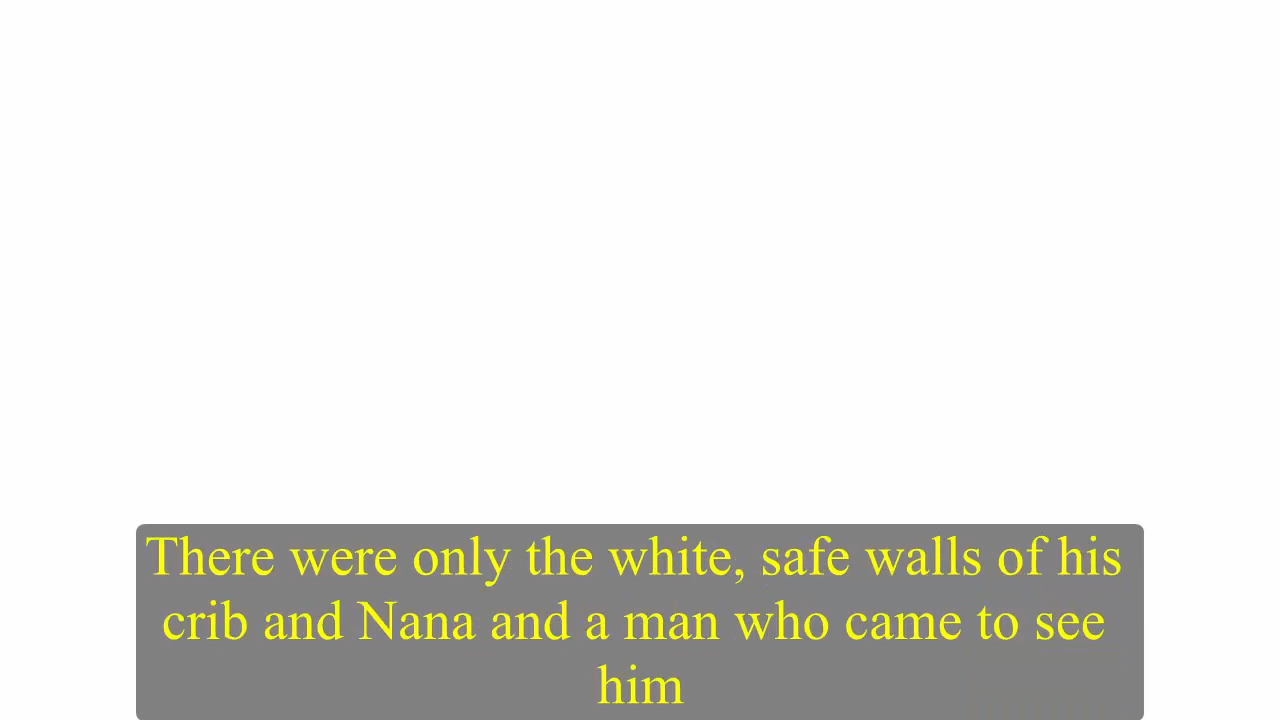 There were only the white, safe walls of his
crib and Nana and a man who came to see
him